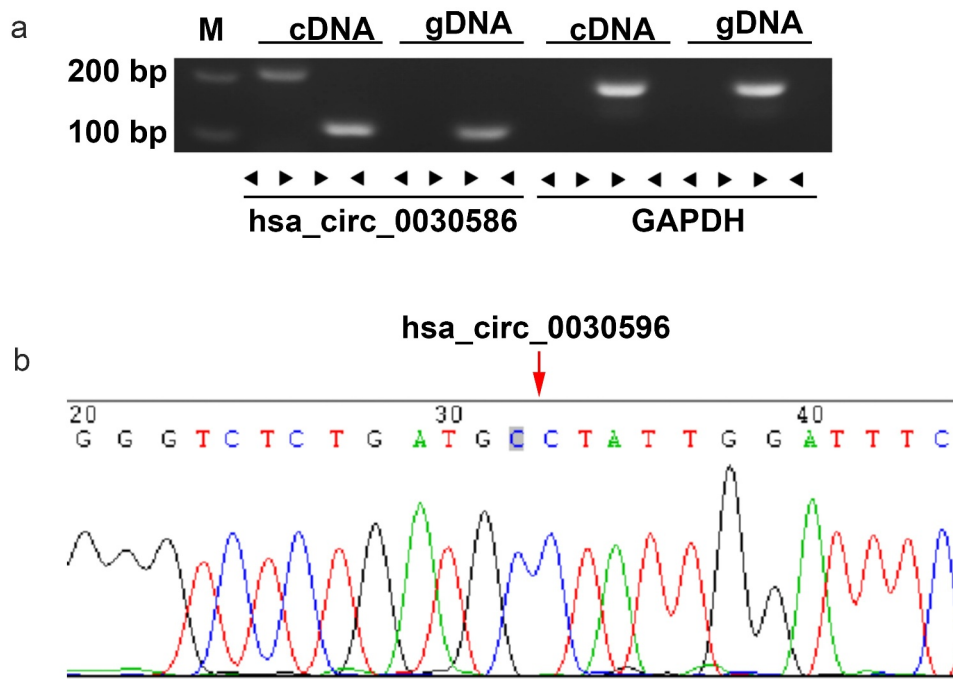 a
M cDNA gDNA cDNA gDNA
200 bp
100 bp
hsa_circ_0030586 GAPDH
hsa_circ_0030596
b
20 30 40
G G G T C T C T G A T G C C T A T T G G A T T T C